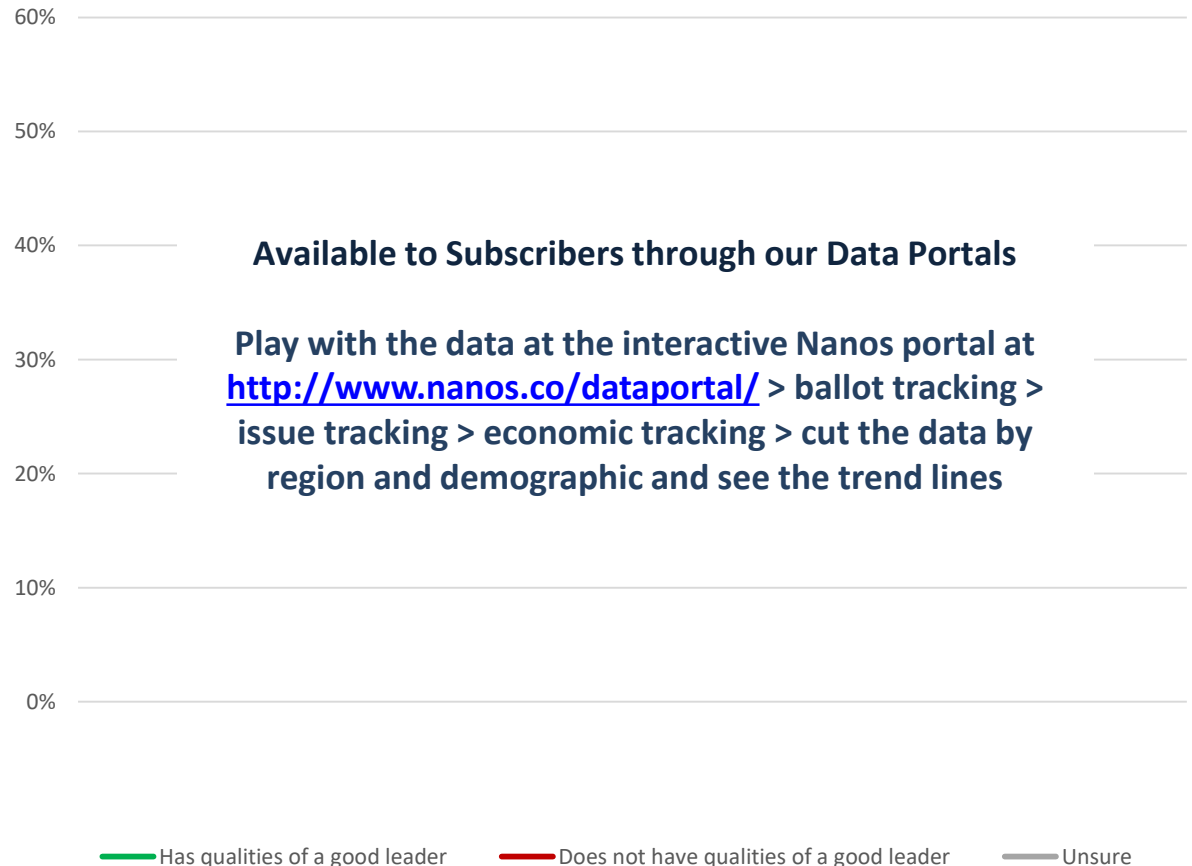 60%
50%
40%
Available to Subscribers through our Data Portals
30%
Play with the data at the interactive Nanos portal at
http://www.nanos.co/dataportal/ > ballot tracking >
issue tracking > economic tracking > cut the data by
20%
region and demographic and see the trend lines
10%
0%
Has qualities of a good leader Does not have qualities of a good leader Unsure